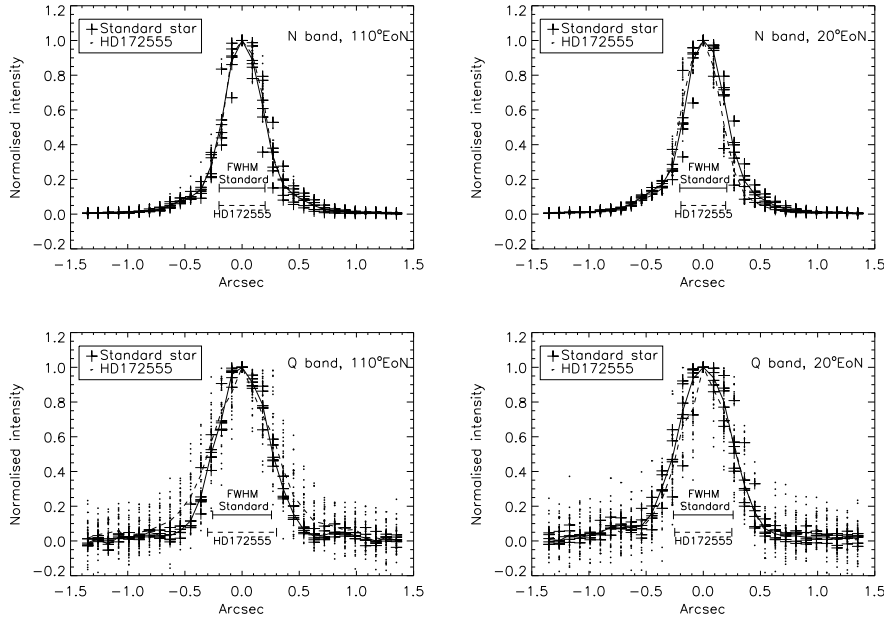 Standard star
HD172555
N band, 110°EoN
1.0
0.8
0.6
0.4
0.2
0.0
−0.2
Normalised intensity
FWHM
Standard
HD172555
−1.5 −1.0 −0.5 0.0 0.5 1.0 1.5
Arcsec
Standard star
HD172555
N band, 20°EoN
1.0
0.8
0.6
0.4
0.2
0.0
−0.2
Normalised intensity
FWHM
Standard
HD172555
−1.5 −1.0 −0.5 0.0 0.5 1.0 1.5
Arcsec
Standard star
HD172555
Q band, 110°EoN
1.2
1.0
0.8
0.6
0.4
0.2
0.0
−0.2
Normalised intensity
FWHM
Standard
HD172555
−1.5 −1.0 −0.5 0.0 0.5 1.0 1.5
Arcsec
Standard star
HD172555
Q band, 20°EoN
1.2
1.0
0.8
0.6
0.4
0.2
0.0
−0.2
Normalised intensity
FWHM
Standard
HD172555
−1.5 −1.0 −0.5 0.0 0.5 1.0 1.5
Arcsec